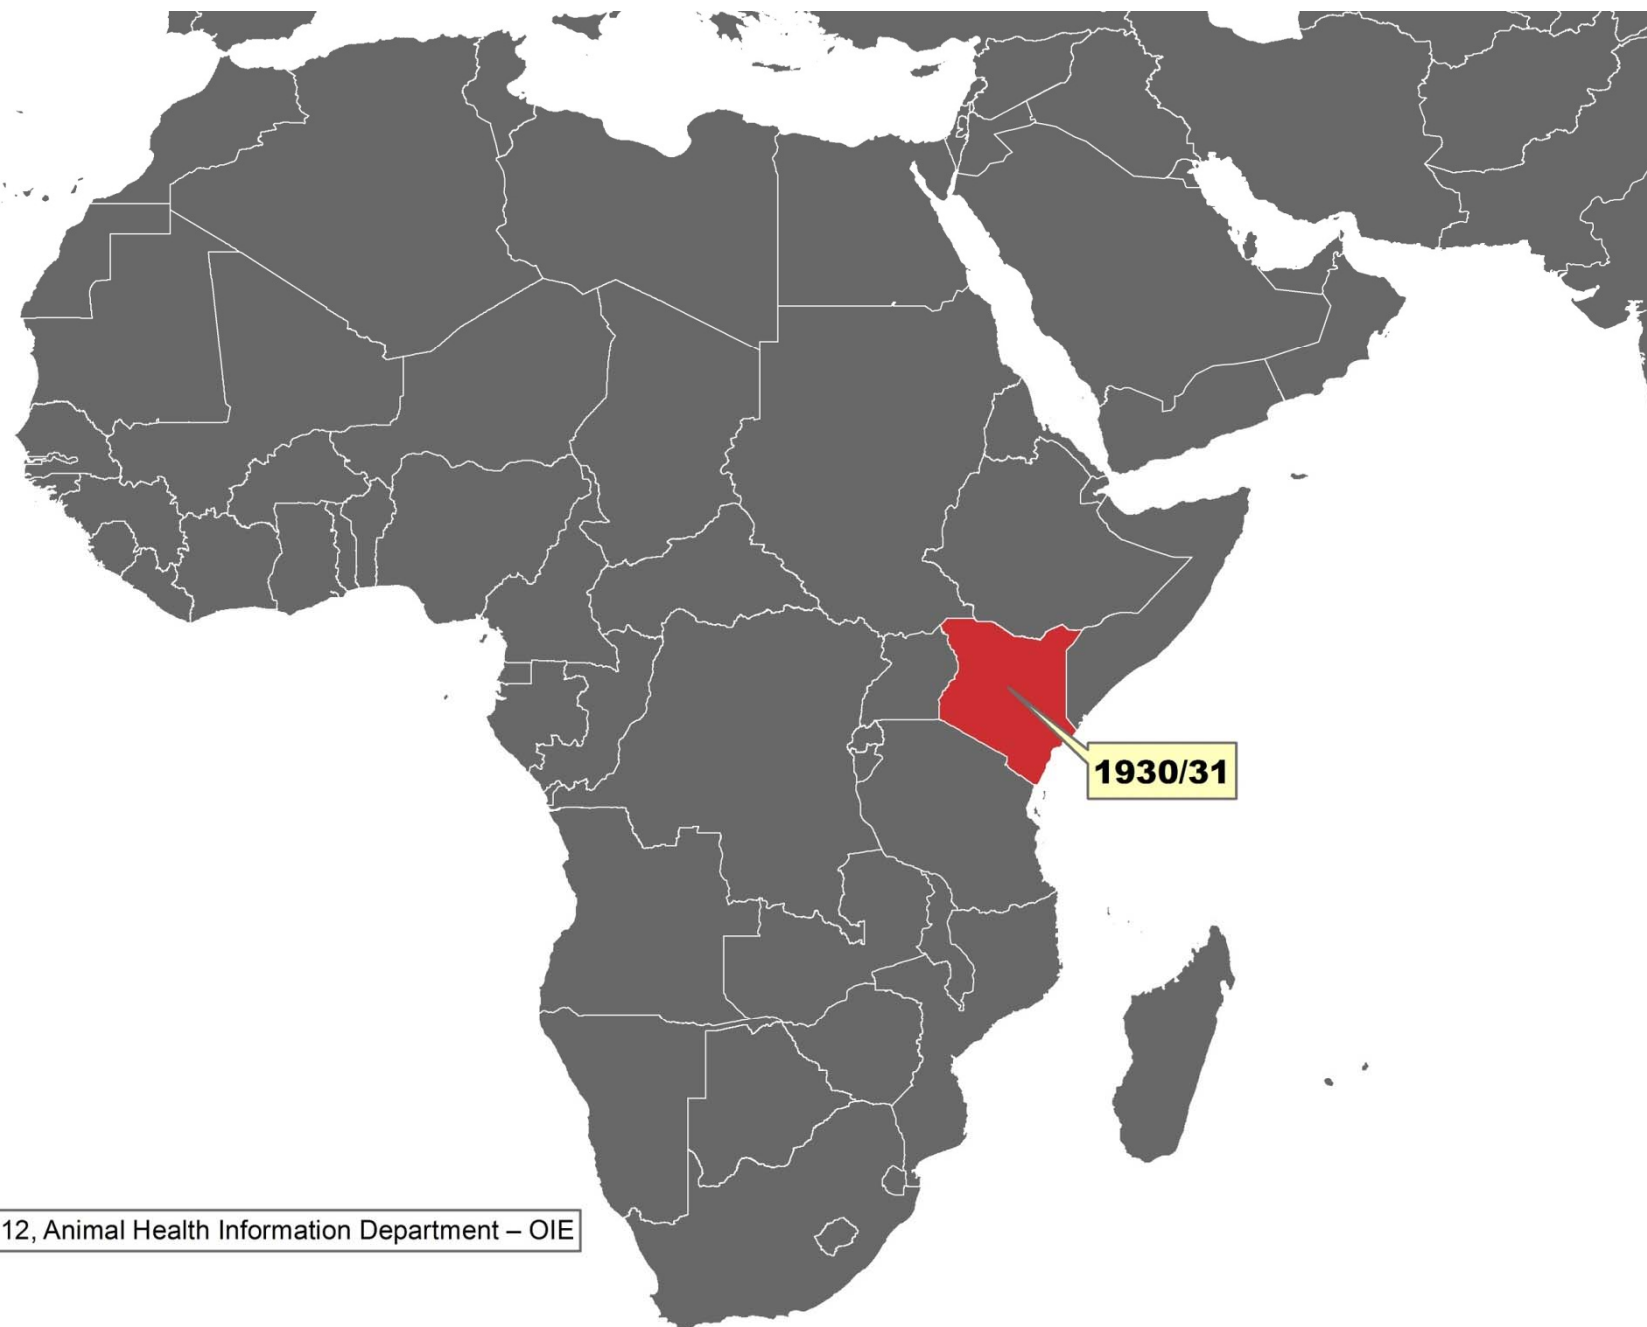 1930/31
12, Animal Health Information Department – OIE